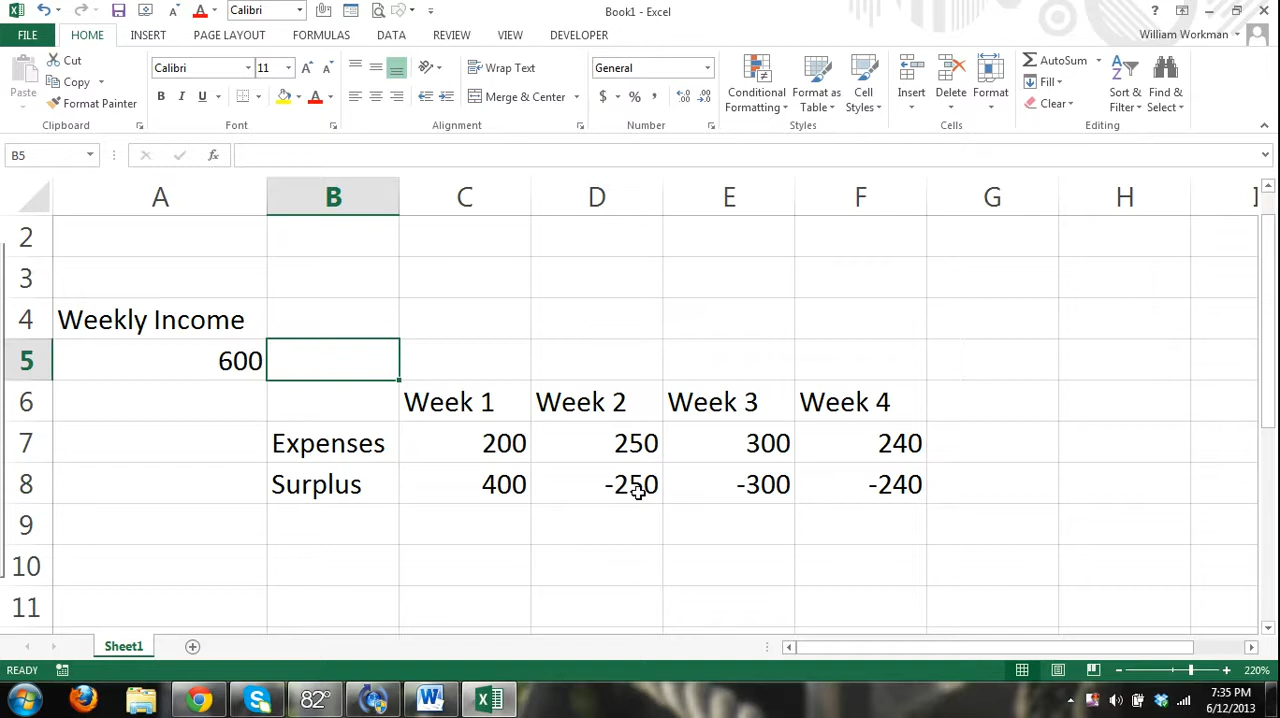 Calibri
Book1 - Excel
?
FILE HOME INSERT PAGE LAYOUT FORMULAS DATA REVIEW VIEW DEVELOPER William Workman
Paste
Cut
Copy
Format Painter
Clipboard
Calibri 11
B I U A
Font
Wrap Text
Merge & Center
Alignment
General
$ % ,
Number
Conditional Formatting
Format as Table
Cell Styles
Styles
Insert Delete Format
Cells
AutoSum
Fill
Clear
Sort & Filter
Find & Select
Editing
B5 fx
A B C D E F G H I
2
3
4 Weekly Income
5 600
6 Week 1 Week 2 Week 3 Week 4
7 Expenses 200 250 300 240
8 Surplus 400 -250 -300 -240
9
10
11
Sheet1
READY 220%
82°
7:35 PM
6/12/2013